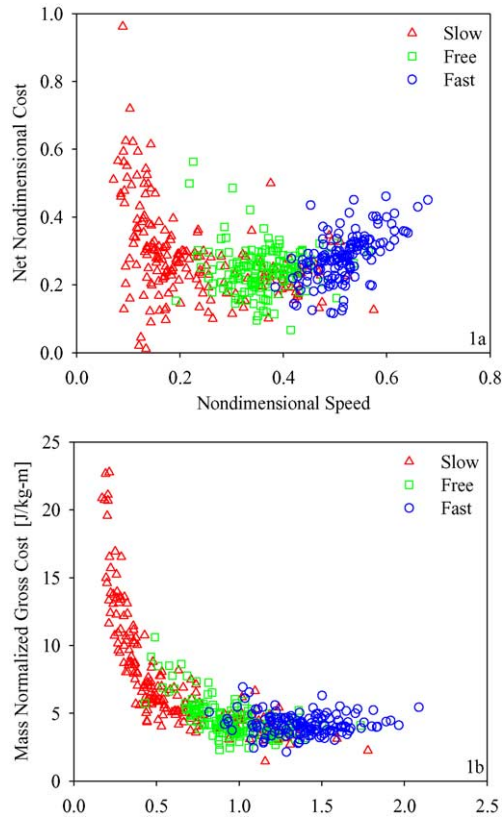 1.0
Slow
Free
Fast
0.8
0.6
0.4
0.2
0.0
Net Nondimensional Cost
1a
0.0 0.2 0.4 0.6 0.8
Nondimensional Speed
25
Slow
Free
Fast
20
15
10
5
0
Mass Normalized Gross Cost [J/kg-m]
1b
0.0 0.5 1.0 1.5 2.0 2.5